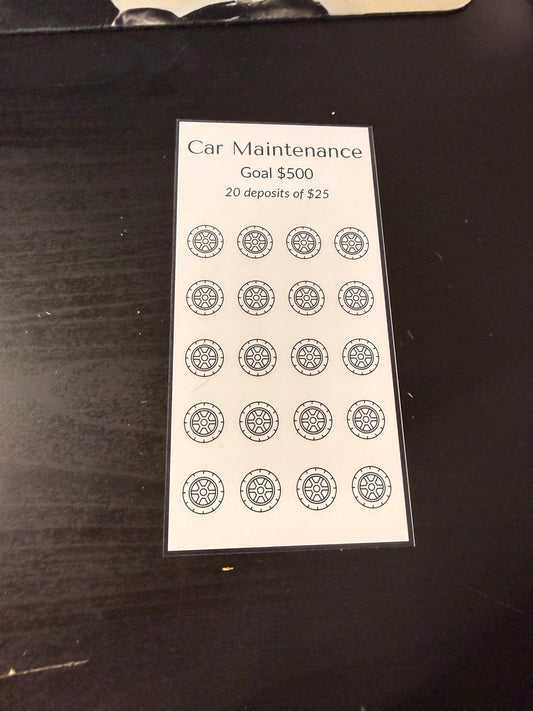 Car Maintenance
Goal $500
20 deposits of $25